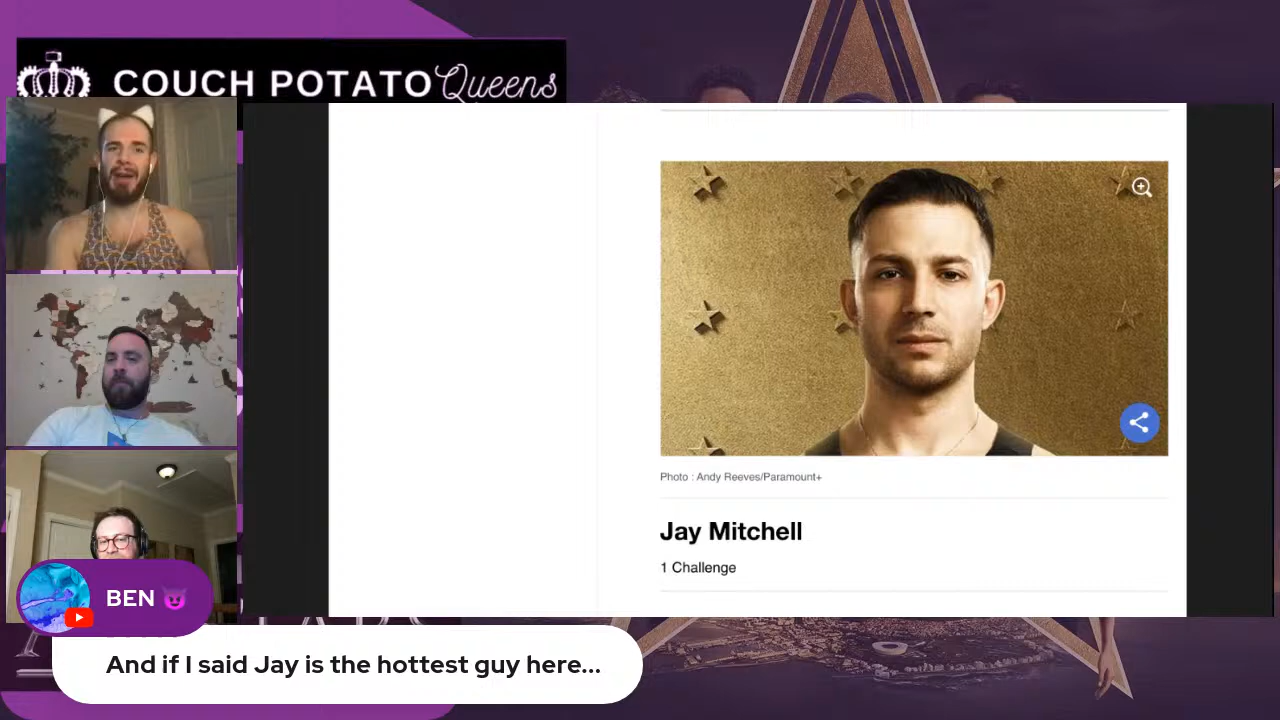 COUCH POTATO Queens
Photo : Andy Reeves/Paramount+
Jay Mitchell
1 Challenge
BEN 😈
And if I said Jay is the hottest guy here...